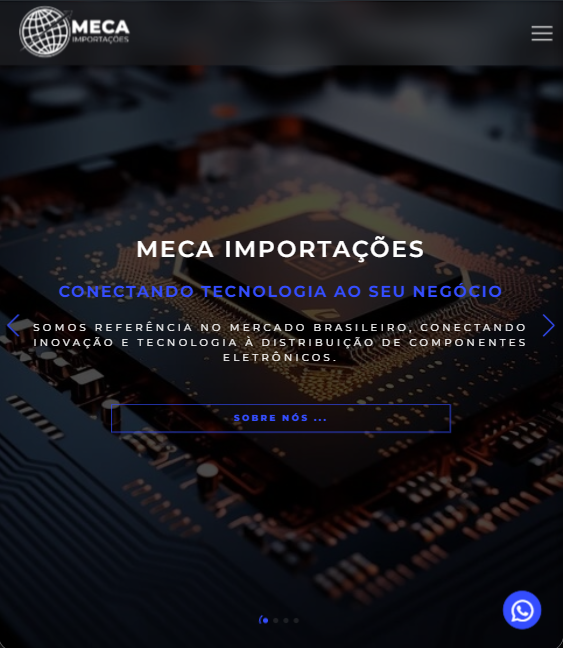 MECA
IMPORTAÇÕES
MECA IMPORTAÇÕES
CONECTANDO TECNOLOGIA AO SEU NEGÓCIO
SOMOS REFERÊNCIA NO MERCADO BRASILEIRO, CONECTANDO
INOVAÇÃO E TECNOLOGIA À DISTRIBUIÇÃO DE COMPONENTES
ELETRÔNICOS.
SOBRE NÓS ...